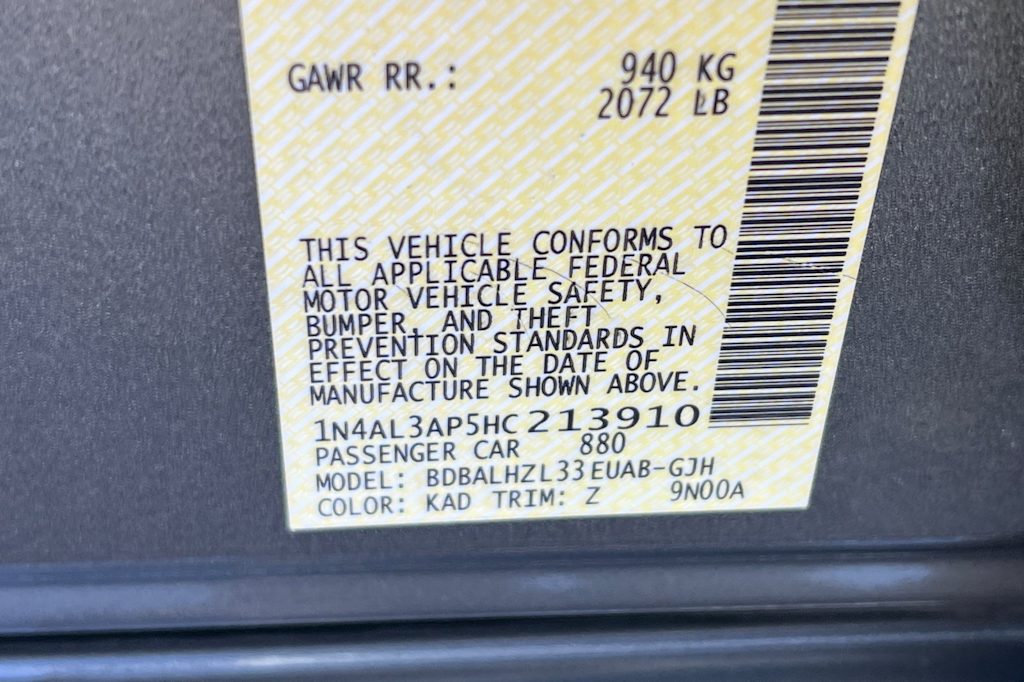 GAWR RR.: 940 KG
2072 LB
THIS VEHICLE CONFORMS TO
ALL APPLICABLE FEDERAL
MOTOR VEHICLE SAFETY,
BUMPER, AND THEFT
PREVENTION STANDARDS IN
EFFECT ON THE DATE OF
MANUFACTURE SHOWN ABOVE.
1N4AL3AP5HC213910
PASSENGER CAR 880
MODEL: BDBALHZL33EUAB-GJH
COLOR: KAD TRIM: Z 9N00A